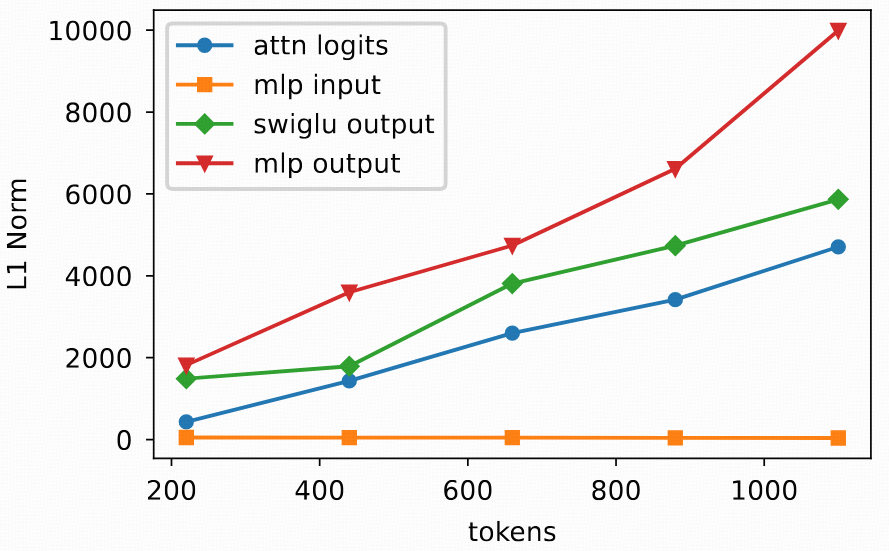 10000
8000
6000
4000
2000
0
L1 Norm
attn logits
mlp input
swiglu output
mlp output
200 400 600 800 1000
tokens